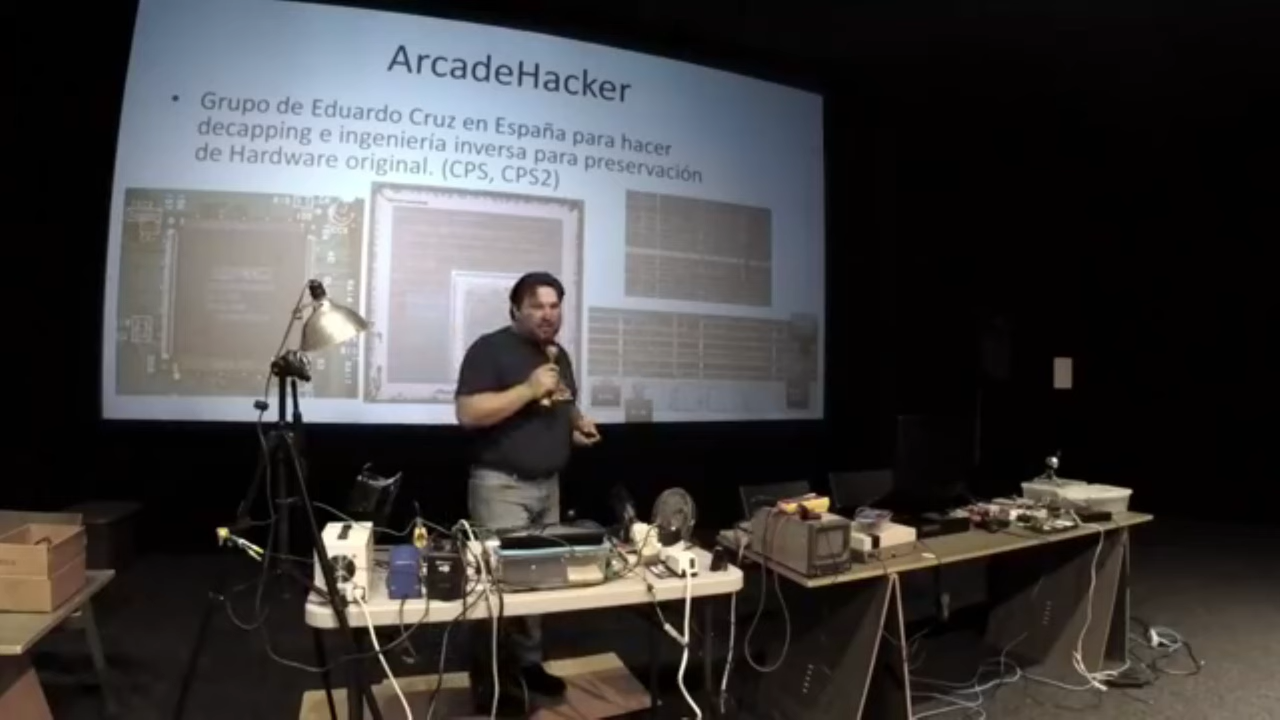 ArcadeHacker
• Grupo de Eduardo Cruz en España para hacer
decapping e ingeniería inversa para preservación
de Hardware original. (CPS, CPS2)